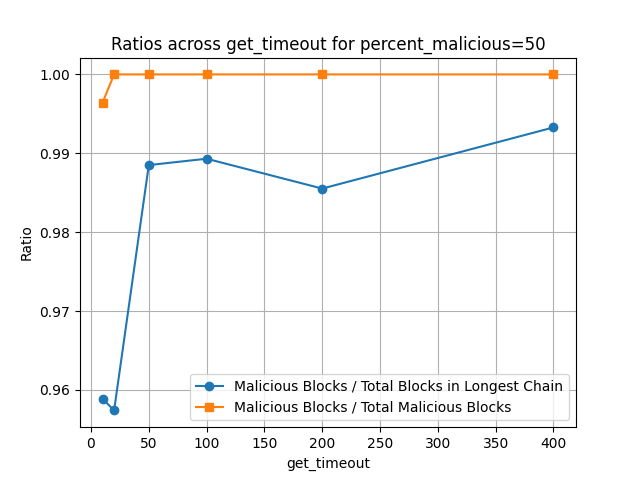 Ratios across get_timeout for percent_malicious=50
1.00
0.99
0.98
0.97
0.96
Ratio
Malicious Blocks / Total Blocks in Longest Chain
Malicious Blocks / Total Malicious Blocks
0 50 100 150 200 250 300 350 400
get_timeout